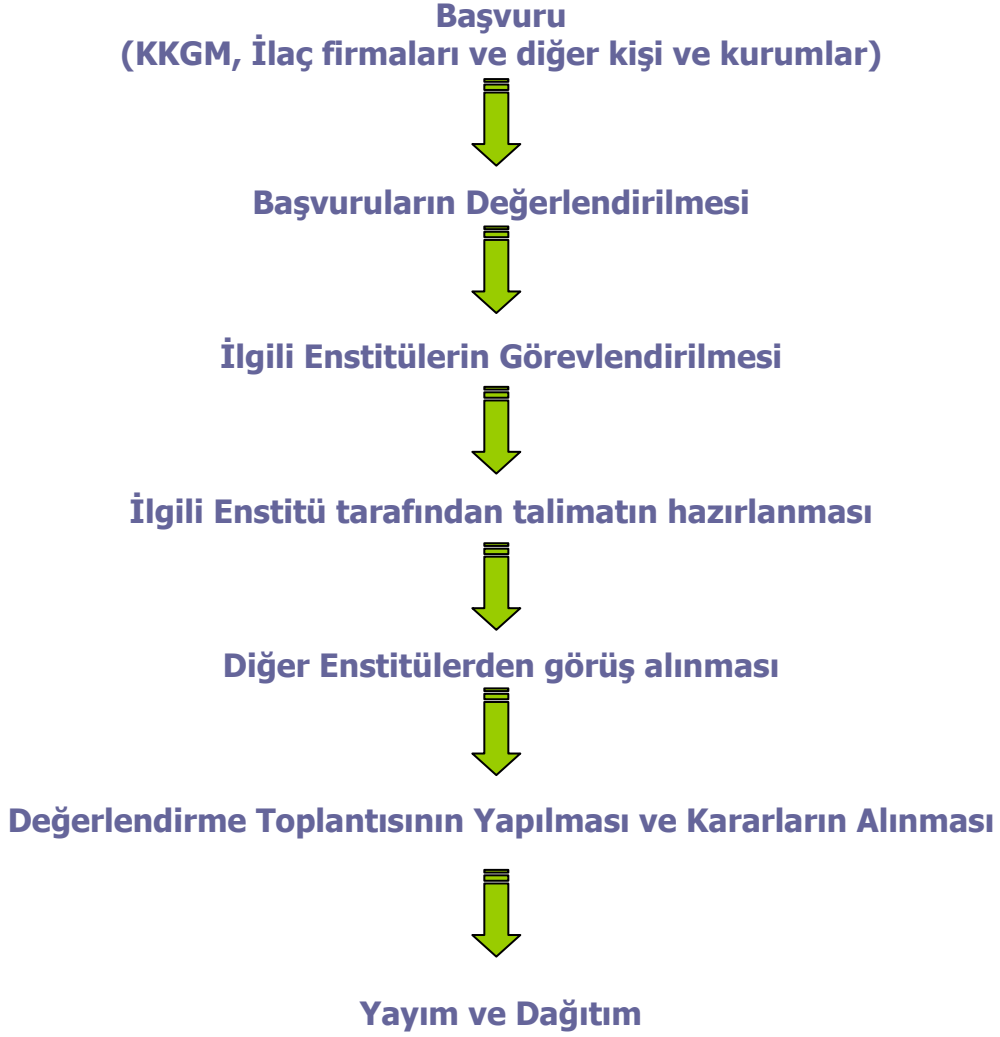 Başvuru
(KKGM, İlaç firmaları ve diğer kişi ve kurumlar)
Başvuruların Değerlendirilmesi
İlgili Enstitülerin Görevlendirilmesi
İlgili Enstitü tarafından talimatın hazırlanması
Diğer Enstitülerden görüş alınması
Değerlendirme Toplantısının Yapılması ve Kararların Alınması
Yayım ve Dağıtım